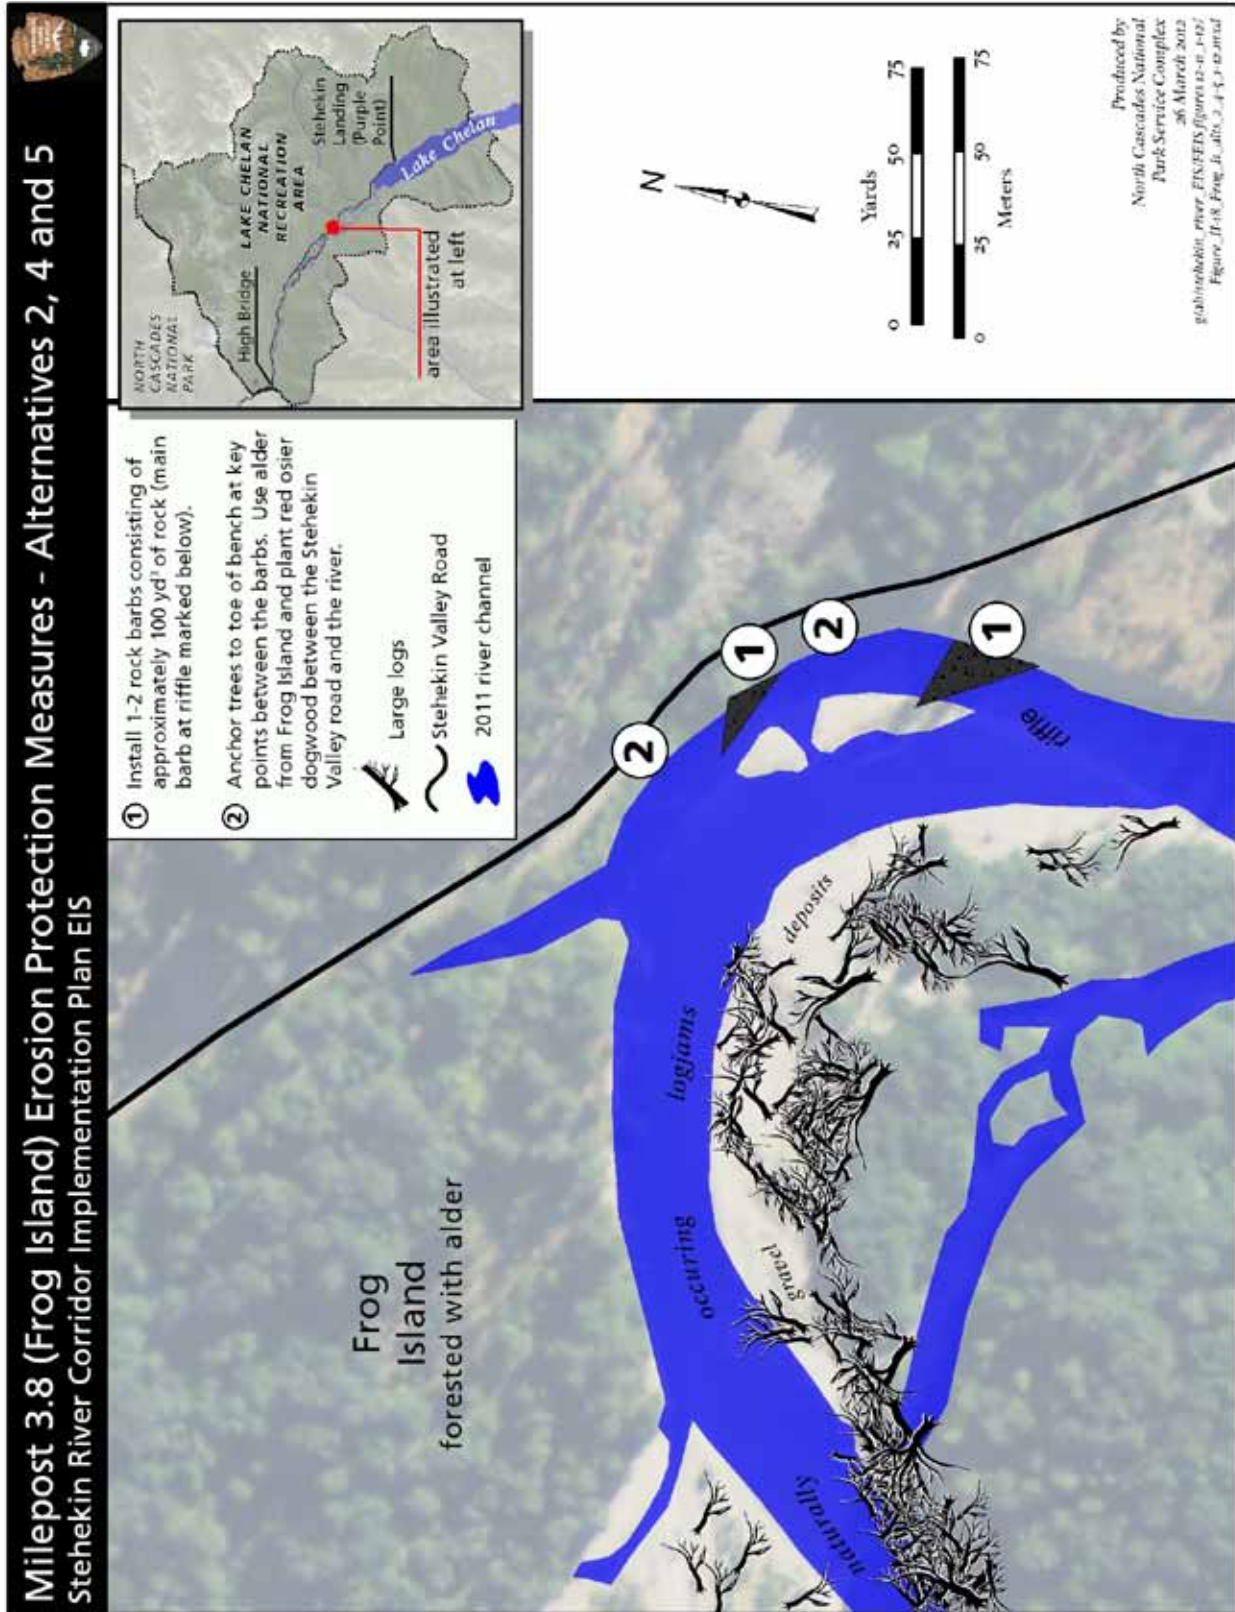 Milepost 3.8 (Frog Island) Erosion Protection Measures - Alternatives 2, 4 and 5
Stehekin River Corridor Implementation Plan EIS
1 Install 1-2 rock barbs consisting of
approximately 100 yd³ of rock (main
barb at riffle marked below).
2 Anchor trees to toe of bench at key
points between the barbs. Use alder
from Frog Island and plant red osier
dogwood between the Stehekin
Valley road and the river.
Large logs
Stehekin Valley Road
2011 river channel
NORTH
CASCADES
NATIONAL
PARK
High Bridge
LAKE CHELAN
NATIONAL
RECREATION
AREA
Stehekin
Landing
(Purple
Point)
Lake Chelan
area illustrated
at left
Frog
Island
forested with alder
naturally
occuring
logjams
gravel
deposits
riffle
2
1
2
1
N
Yards
0 25 50 75
0 25 50 75
Meters
Produced by
North Cascades National
Park Service Complex
26 March 2012